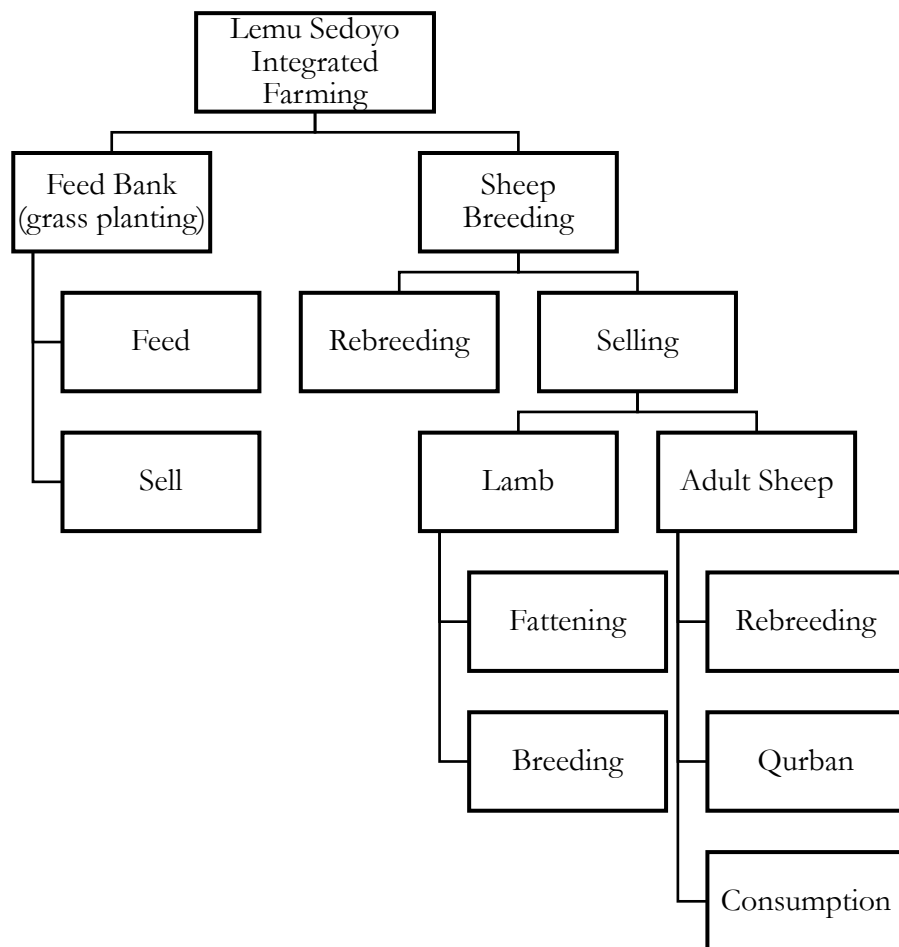 Lemu Sedoyo
Integrated
Farming
Feed Bank
(grass planting)
Sheep
Breeding
Feed
Rebreeding
Selling
Sell
Lamb
Adult Sheep
Fattening
Rebreeding
Breeding
Qurban
Consumption